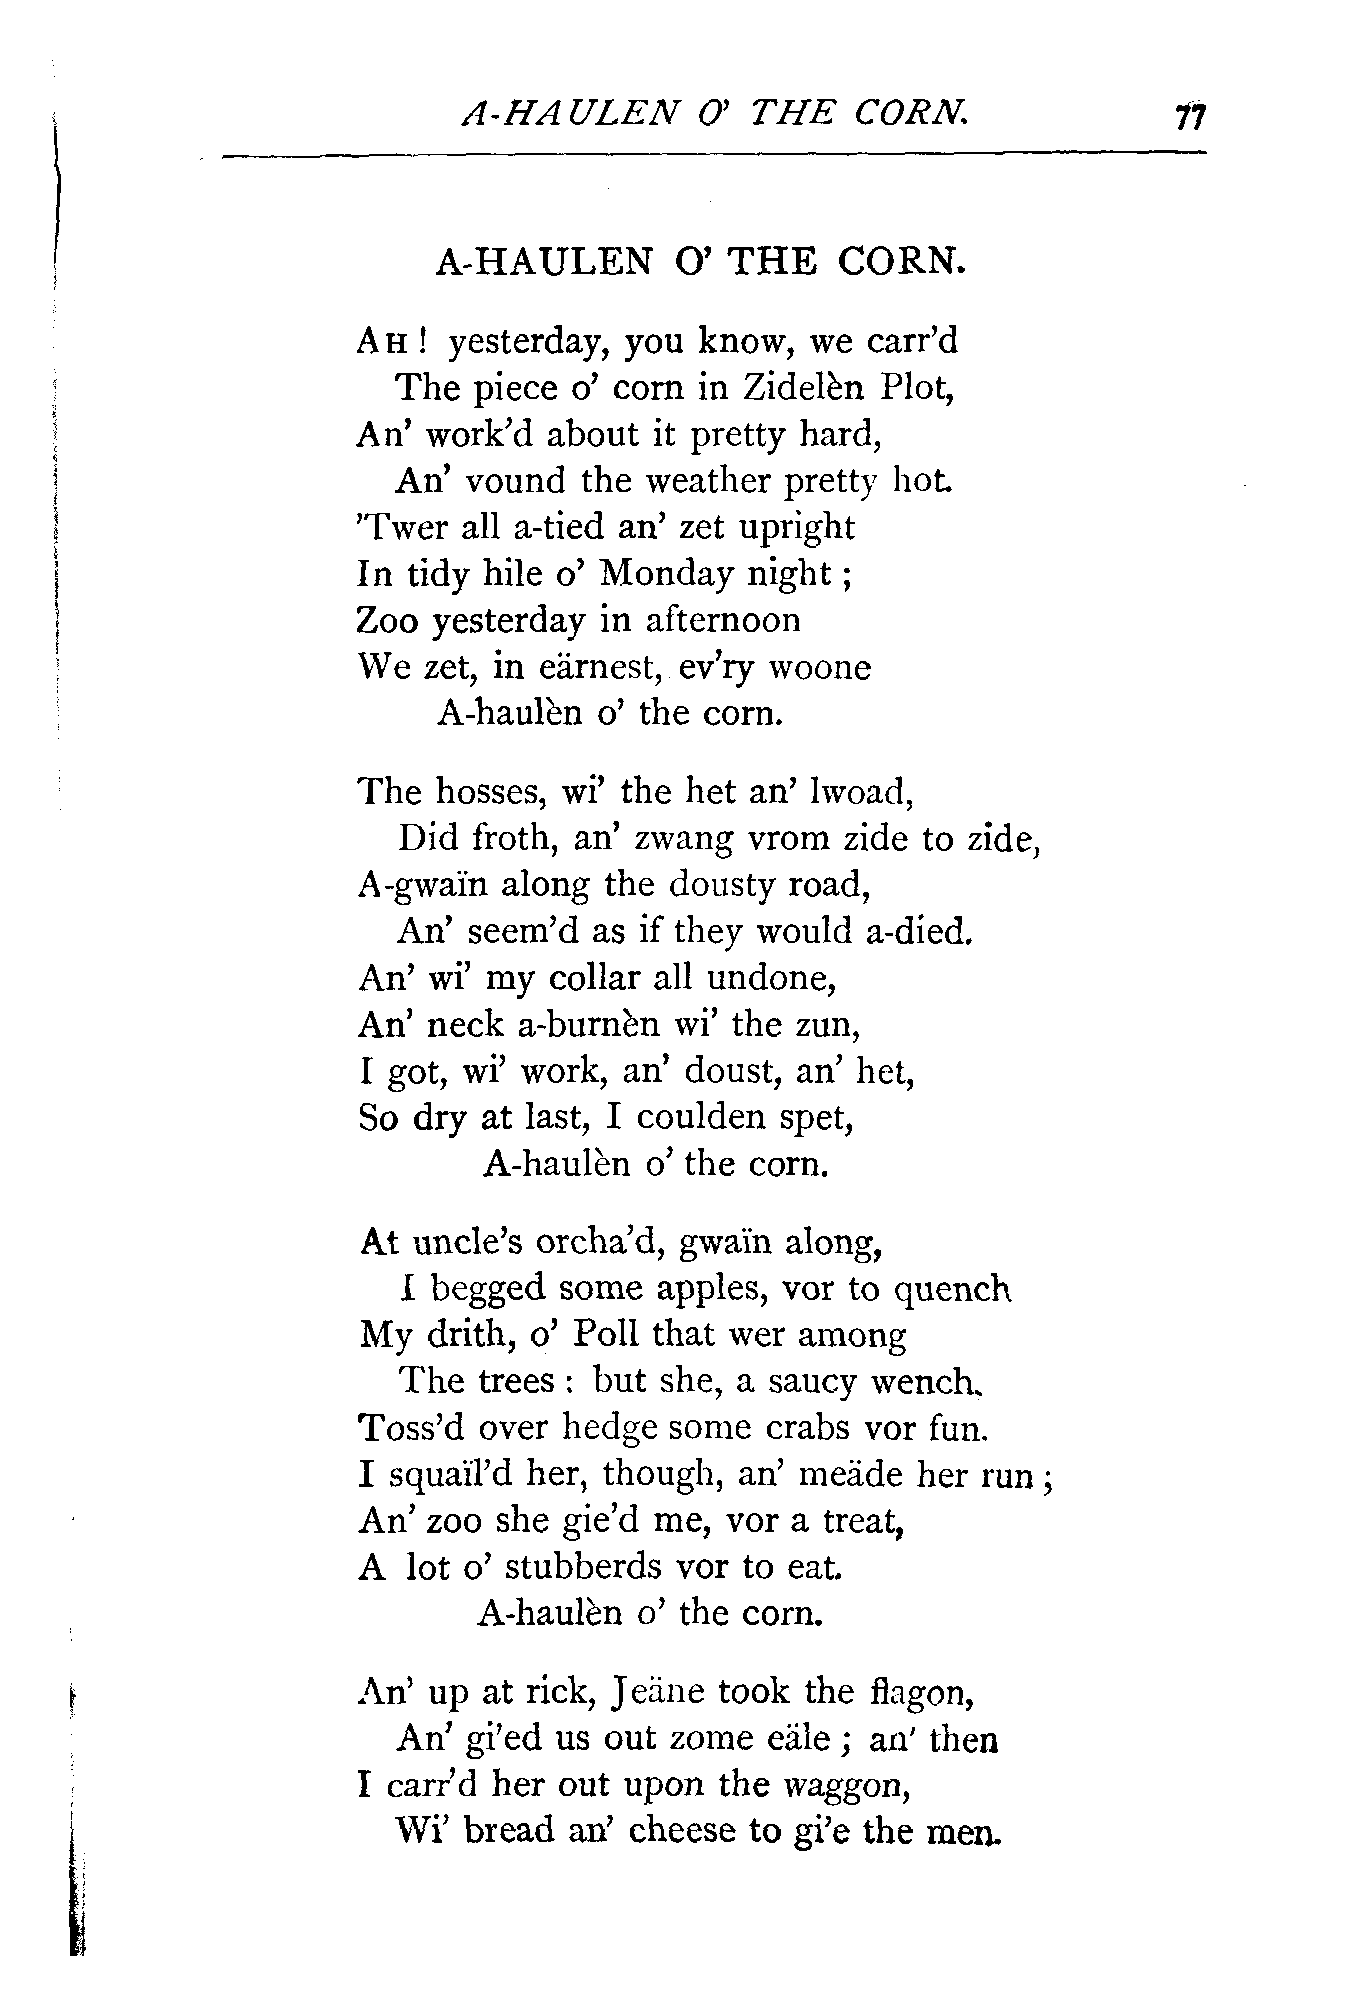 A-HAULEN O' THE CORN. 77
A-HAULEN O' THE CORN.
AH! yesterday, you know, we carr'd
The piece o' corn in Zidelèn Plot,
An' work'd about it pretty hard,
An' vound the weather pretty hot.
'Twer all a-tied an' zet upright
In tidy hile o' Monday night;
Zoo yesterday in afternoon
We zet, in eärnest, ev'ry woone
A-haulèn o' the corn.
The hosses, wi' the het an' lwoad,
Did froth, an' zwang vrom zide to zide,
A-gwaïn along the dousty road,
An' seem'd as if they would a-died.
An' wi' my collar all undone,
An' neck a-burnèn wi' the zun,
I got, wi' work, an' doust, an' het,
So dry at last, I coulden spet,
A-haulèn o' the corn.
At uncle's orcha'd, gwaïn along,
I begged some apples, vor to quench
My drith, o' Poll that wer among
The trees: but she, a saucy wench.
Toss'd over hedge some crabs vor fun.
I squaïl'd her, though, an' meäde her run;
An' zoo she gie'd me, vor a treat,
A lot o' stubberds vor to eat.
A-haulèn o' the corn.
An' up at rick, Jeäne took the flagon,
An' gi'ed us out zome eäle; an' then
I carr'd her out upon the waggon,
Wi' bread an' cheese to gi'e the men.